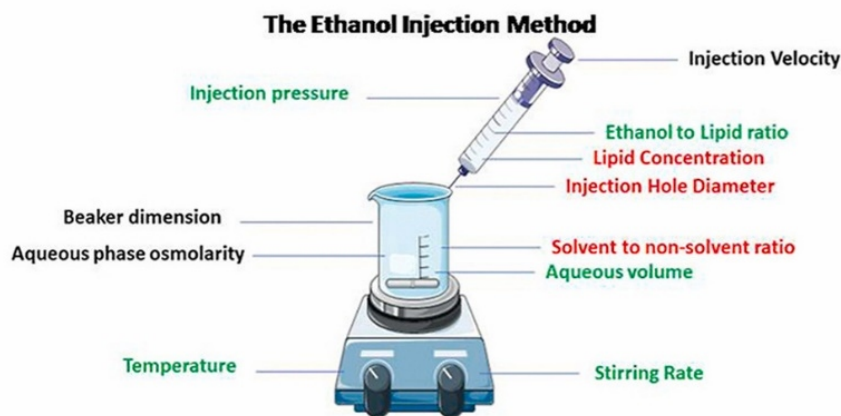 The Ethanol Injection Method
Injection Velocity
Injection pressure
Ethanol to Lipid ratio
Lipid Concentration
Injection Hole Diameter
Beaker dimension
Aqueous phase osmolarity
Solvent to non-solvent ratio
Aqueous volume
Temperature
Stirring Rate